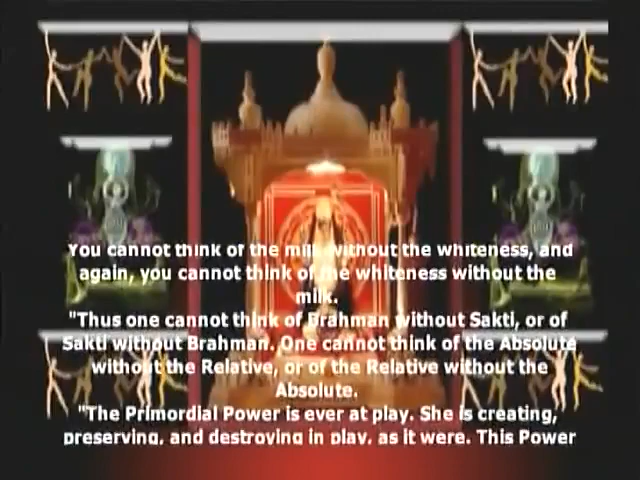 You cannot think of the milk without the whiteness, and
again, you cannot think of the whiteness without the
milk.
"Thus one cannot think of Brahman without Sakti, or of
Sakti without Brahman. One cannot think of the Absolute
without the Relative, or of the Relative without the
Absolute.
"The Primordial Power is ever at play. She is creating,
preserving, and destroying in play, as it were. This Power